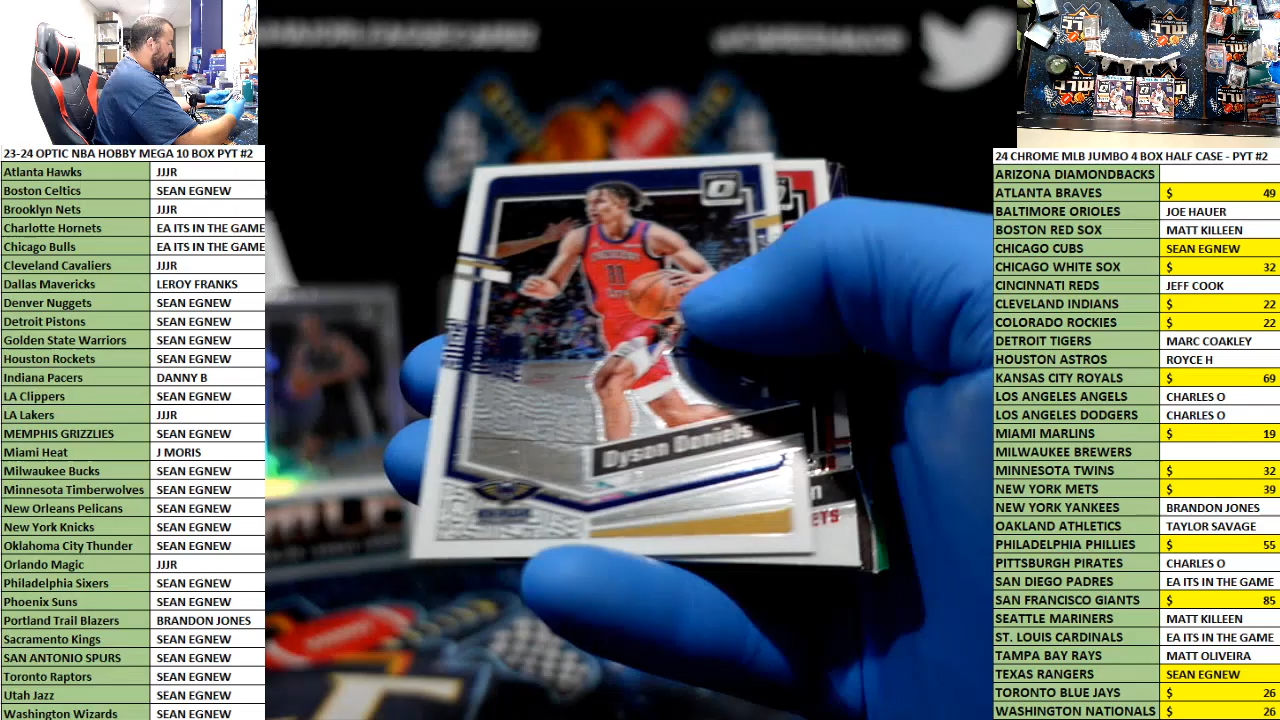 23-24 OPTIC NBA HOBBY MEGA 10 BOX PYT #2
Atlanta Hawks JJJR
Boston Celtics SEAN EGNEW
Brooklyn Nets JJJR
Charlotte Hornets EA ITS IN THE GAME
Chicago Bulls EA ITS IN THE GAME
Cleveland Cavaliers JJJR
Dallas Mavericks LEROY FRANKS
Denver Nuggets SEAN EGNEW
Detroit Pistons SEAN EGNEW
Golden State Warriors SEAN EGNEW
Houston Rockets SEAN EGNEW
Indiana Pacers DANNY B
LA Clippers SEAN EGNEW
LA Lakers JJJR
MEMPHIS GRIZZLIES SEAN EGNEW
Miami Heat J MORIS
Milwaukee Bucks SEAN EGNEW
Minnesota Timberwolves SEAN EGNEW
New Orleans Pelicans SEAN EGNEW
New York Knicks SEAN EGNEW
Oklahoma City Thunder SEAN EGNEW
Orlando Magic JJJR
Philadelphia Sixers SEAN EGNEW
Phoenix Suns SEAN EGNEW
Portland Trail Blazers BRANDON JONES
Sacramento Kings SEAN EGNEW
SAN ANTONIO SPURS SEAN EGNEW
Toronto Raptors SEAN EGNEW
Utah Jazz SEAN EGNEW
Washington Wizards SEAN EGNEW
11
Dyson Daniels
24 CHROME MLB JUMBO 4 BOX HALF CASE - PYT #2
ARIZONA DIAMONDBACKS
ATLANTA BRAVES $ 49
BALTIMORE ORIOLES JOE HAUER
BOSTON RED SOX MATT KILLEEN
CHICAGO CUBS SEAN EGNEW
CHICAGO WHITE SOX $ 32
CINCINNATI REDS JEFF COOK
CLEVELAND INDIANS $ 22
COLORADO ROCKIES $ 22
DETROIT TIGERS MARC COAKLEY
HOUSTON ASTROS ROYCE H
KANSAS CITY ROYALS $ 69
LOS ANGELES ANGELS CHARLES O
LOS ANGELES DODGERS CHARLES O
MIAMI MARLINS $ 19
MILWAUKEE BREWERS
MINNESOTA TWINS $ 32
NEW YORK METS $ 39
NEW YORK YANKEES BRANDON JONES
OAKLAND ATHLETICS TAYLOR SAVAGE
PHILADELPHIA PHILLIES $ 55
PITTSBURGH PIRATES CHARLES O
SAN DIEGO PADRES EA ITS IN THE GAME
SAN FRANCISCO GIANTS $ 85
SEATTLE MARINERS MATT KILLEEN
ST. LOUIS CARDINALS EA ITS IN THE GAME
TAMPA BAY RAYS MATT OLIVEIRA
TEXAS RANGERS SEAN EGNEW
TORONTO BLUE JAYS $ 26
WASHINGTON NATIONALS $ 26